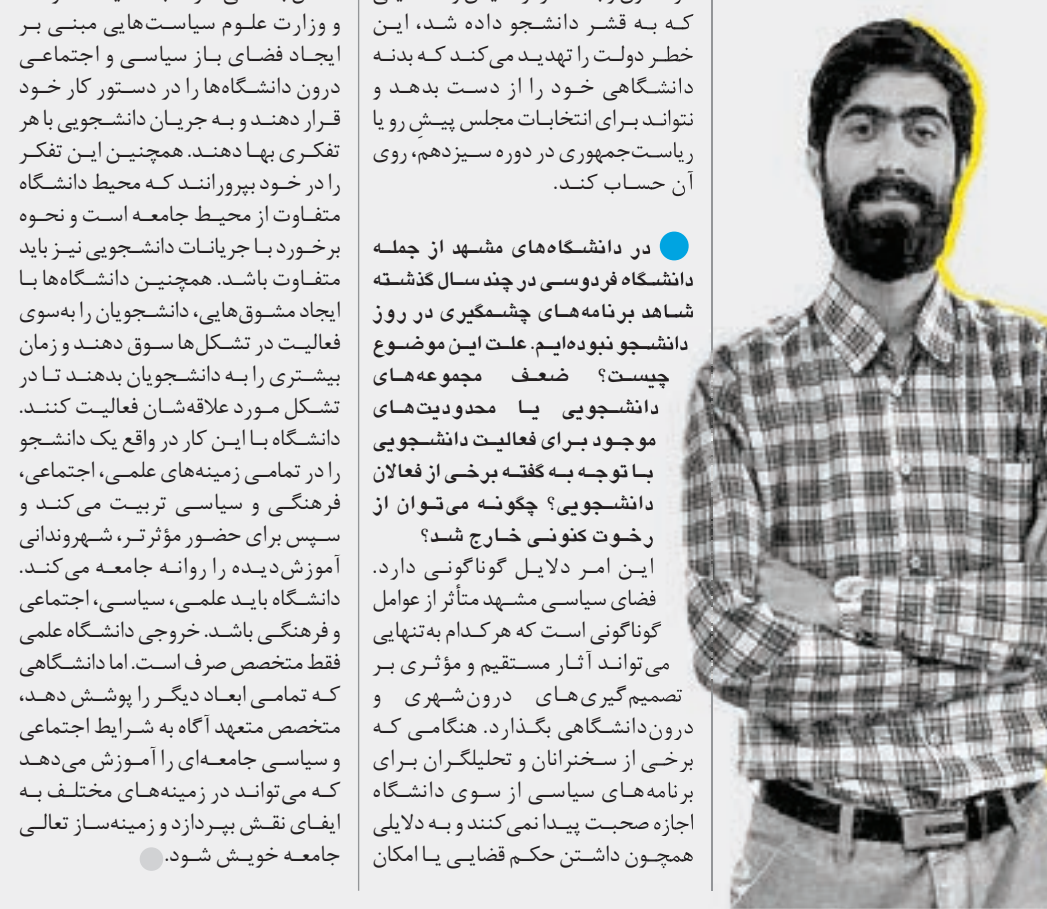 که به قشر دانشجو داده شد، این
خطر دولت را تهدید می‌کند که بدنه
دانشگاهی خود را از دست بدهد و
نتواند برای انتخابات مجلس پیشِ رو یا
ریاست‌جمهوری در دوره سیزدهم، روی
آن حساب کند.
در دانشگاه‌های مشهد از جمله
دانشگاه فردوسی در چند سال گذشته
شاهد برنامه‌های چشمگیری در روز
دانشجو نبوده‌ایم. علت این موضوع
چیست؟ ضعف مجموعه‌های
دانشجویی یا محدودیت‌های
موجود برای فعالیت دانشجویی
با توجه به گفته برخی از فعالان
دانشجویی؟ چگونه می‌توان از
رخوت کنونی خارج شد؟
این امر دلایل گوناگونی دارد.
فضای سیاسی مشهد متأثر از عوامل
گوناگونی است که هر کدام به‌تنهایی
می‌تواند آثار مستقیم و مؤثری بر
تصمیم‌گیری‌های درون‌شهری و
درون‌دانشگاهی بگذارد. هنگامی که
برخی از سخنرانان و تحلیلگران برای
برنامه‌های سیاسی از سوی دانشگاه
اجازه صحبت پیدا نمی‌کنند و به دلایلی
همچون داشتن حکم قضایی یا امکان
و وزارت علوم سیاست‌هایی مبنی بر
ایجاد فضای باز سیاسی و اجتماعی
درون دانشگاه‌ها را در دستور کار خود
قرار دهند و به جریان دانشجویی با هر
تفکری بها دهند. همچنین این تفکر
را در خود بپرورانند که محیط دانشگاه
متفاوت از محیط جامعه است و نحوه
برخورد با جریانات دانشجویی نیز باید
متفاوت باشد. همچنین دانشگاه‌ها با
ایجاد مشوق‌هایی، دانشجویان را به‌سوی
فعالیت در تشکل‌ها سوق دهند و زمان
بیشتری را به دانشجویان بدهند تا در
تشکل مورد علاقه‌شان فعالیت کنند.
دانشگاه با این کار در واقع یک دانشجو
را در تمامی زمینه‌های علمی، اجتماعی،
فرهنگی و سیاسی تربیت می‌کند و
سپس برای حضور مؤثرتر، شهروندانی
آموزش‌دیده را روانه جامعه می‌کند.
دانشگاه باید علمی، سیاسی، اجتماعی
و فرهنگی باشد. خروجی دانشگاه علمی
فقط متخصص صرف است. اما دانشگاهی
که تمامی ابعاد دیگر را پوشش دهد،
متخصص متعهد آگاه به شرایط اجتماعی
و سیاسی جامعه‌ای را آموزش می‌دهد
که می‌تواند در زمینه‌های مختلف به
ایفای نقش بپردازد و زمینه‌ساز تعالی
جامعه خویش شود.